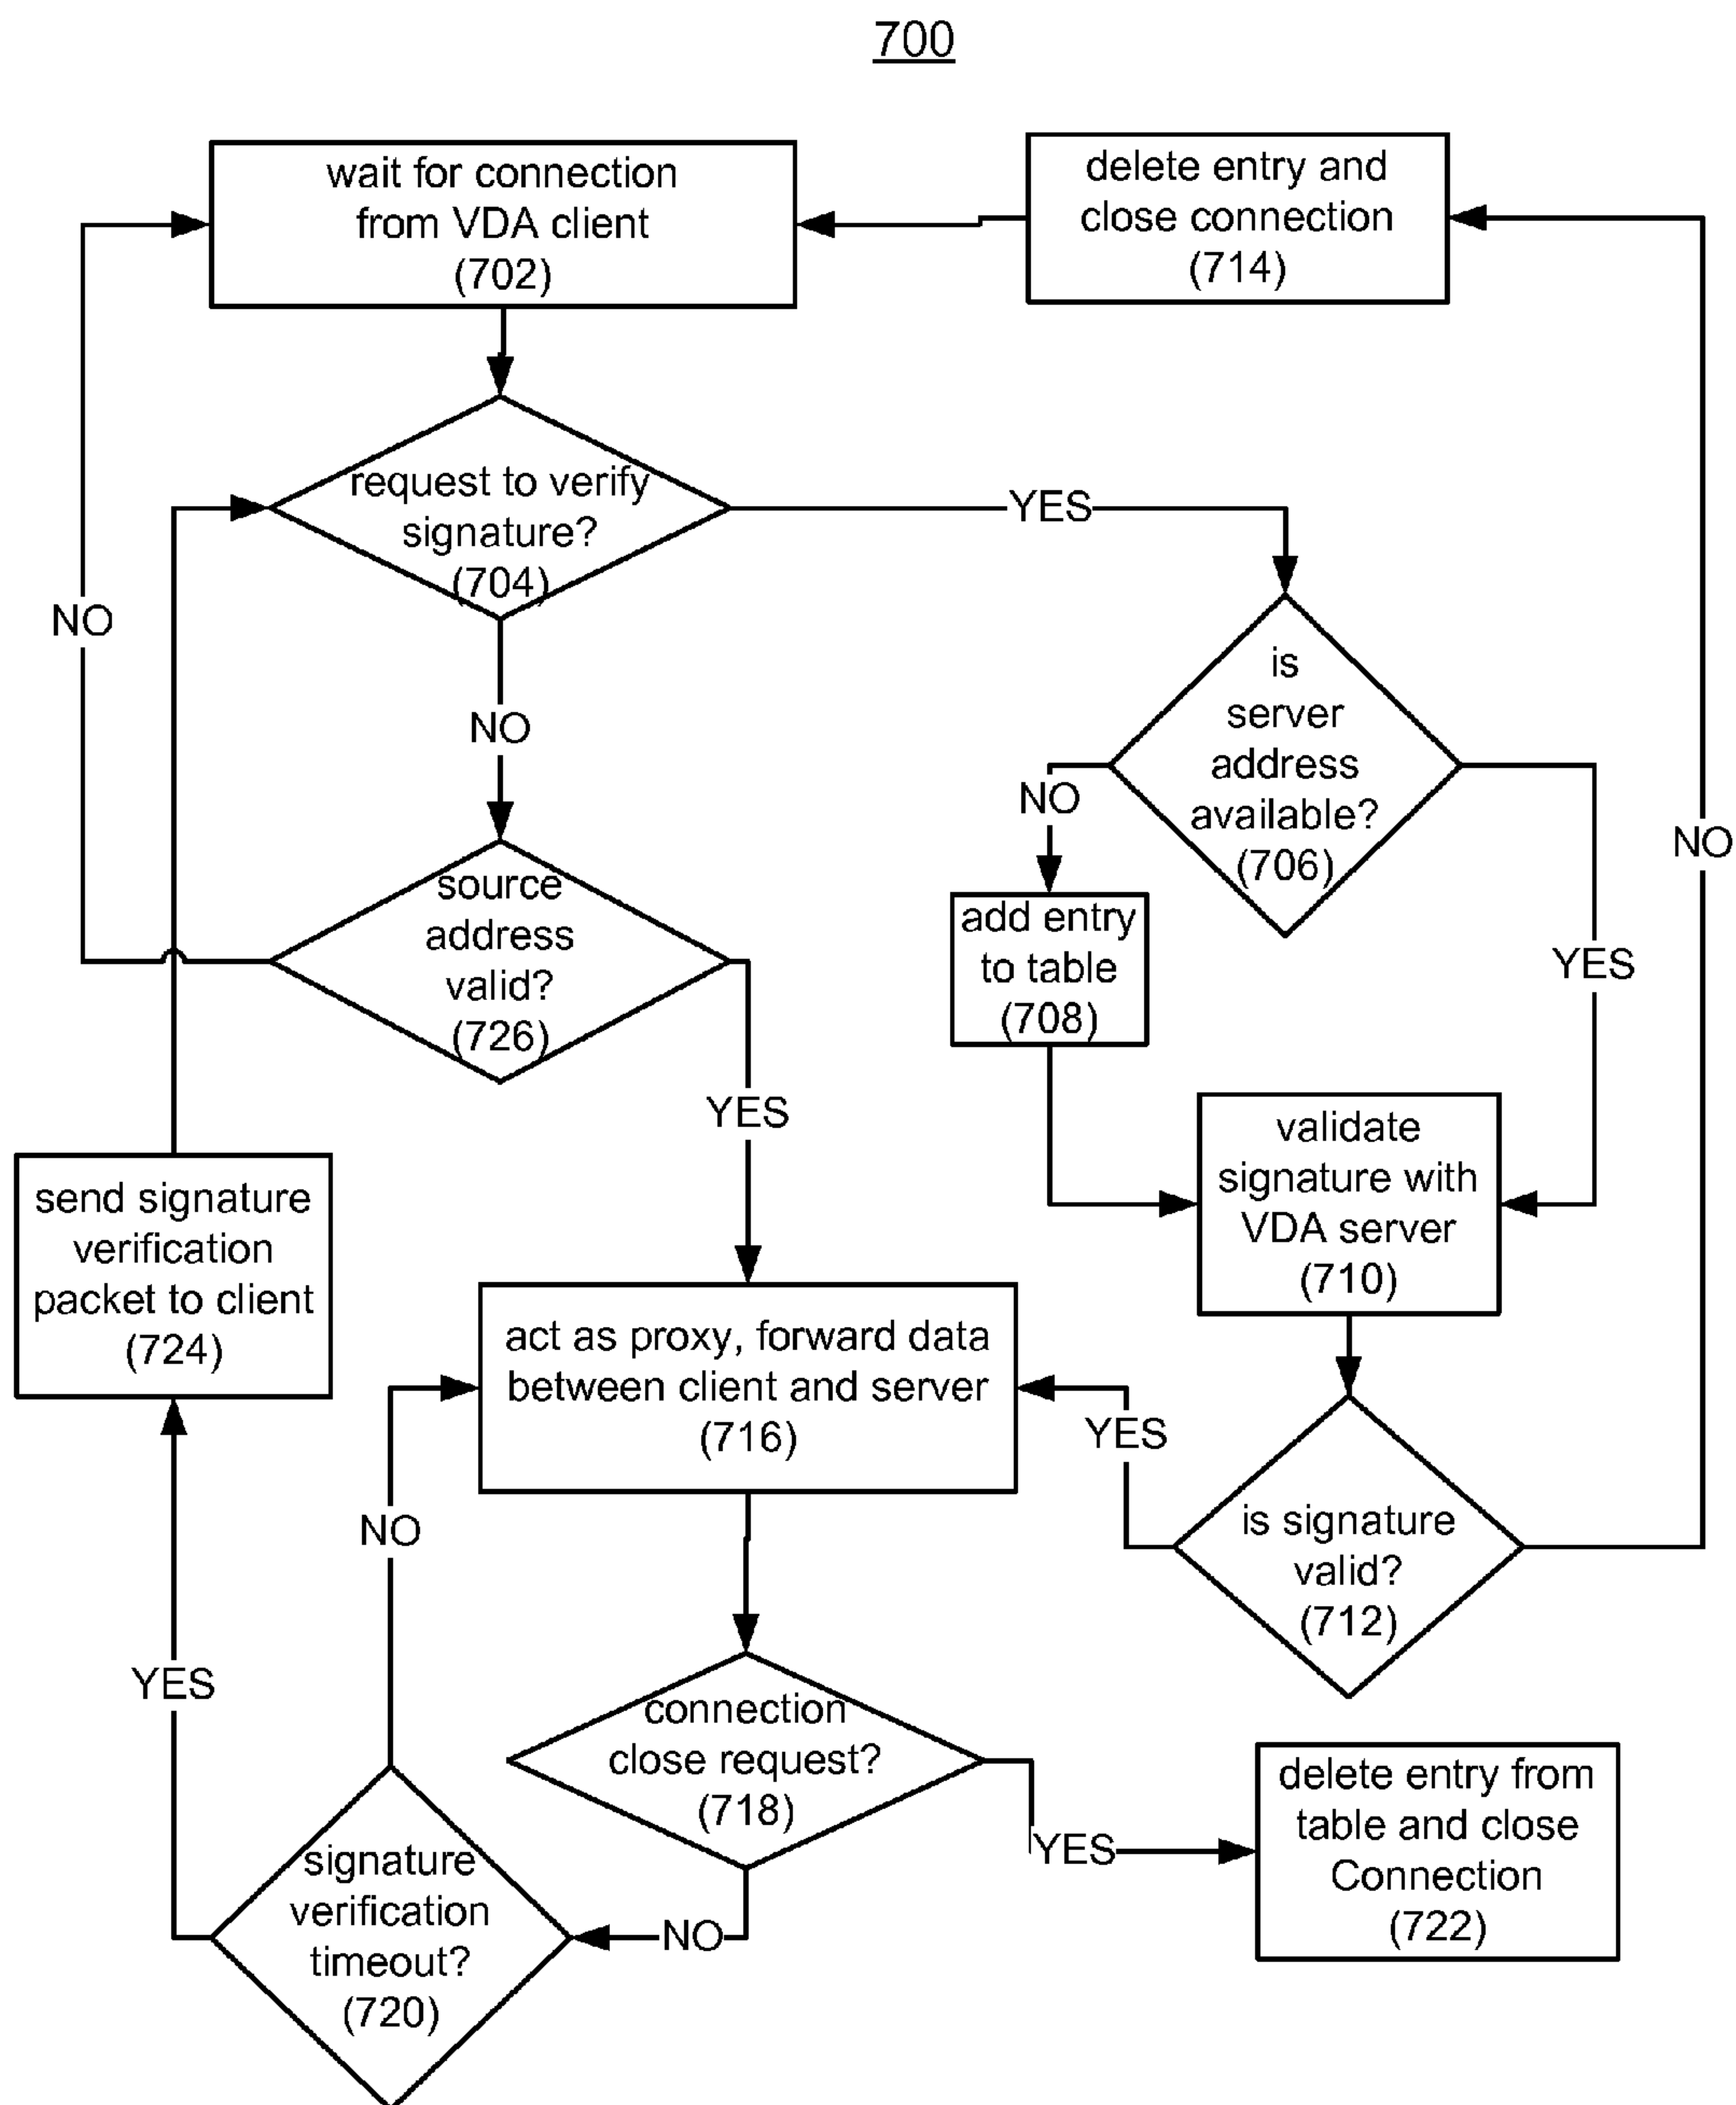 700
wait for connection
from VDA client
(702)
delete entry and
close connection
(714)
request to verify
signature?
(704)
YES
NO
NO
is
server
address
available?
(706)
NO
YES
NO
source
address
valid?
(726)
add entry
to table
(708)
YES
validate
signature with
VDA server
(710)
send signature
verification
packet to client
(724)
act as proxy, forward data
between client and server
(716)
YES
NO
is signature
valid?
(712)
YES
connection
close request?
(718)
delete entry from
table and close
Connection
(722)
YES
signature
verification
timeout?
(720)
NO